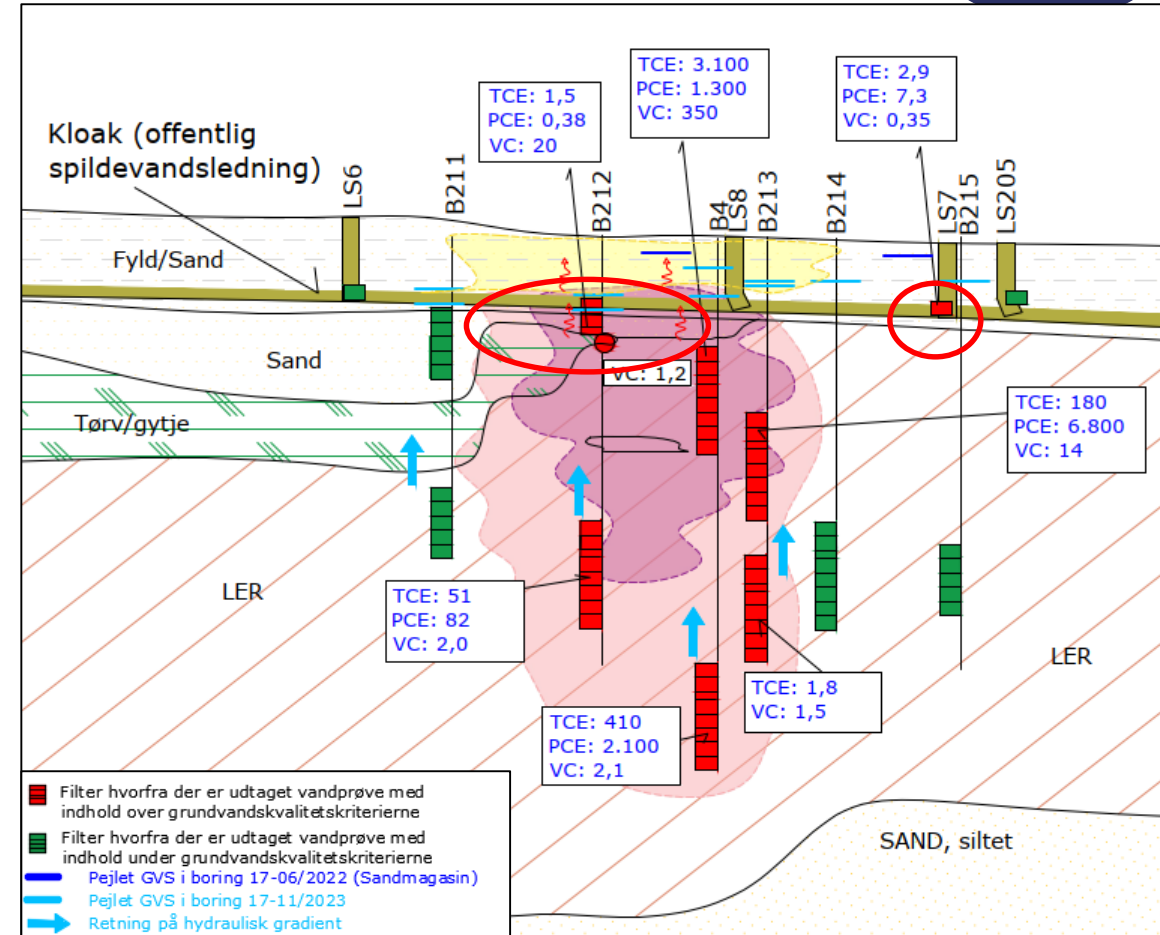 TCE: 3.100
PCE: 1.300
VC: 350
TCE: 2,9
PCE: 7,3
VC: 0,35
TCE: 1,5
PCE: 0,38
VC: 20
Kloak (offentlig
spildevandsledning)
LS6
B211
B212
B4
LS8
B213
B214
LS7
B215
LS205
Fyld/Sand
Sand
VC: 1,2
Tørv/gytje
TCE: 180
PCE: 6.800
VC: 14
LER
TCE: 51
PCE: 82
VC: 2,0
LER
TCE: 1,8
VC: 1,5
TCE: 410
PCE: 2.100
VC: 2,1
SAND, siltet
Filter hvorfra der er udtaget vandprøve med
indhold over grundvandskvalitetskriterierne
Filter hvorfra der er udtaget vandprøve med
indhold under grundvandskvalitetskriterierne
Pejlet GVS i boring 17-06/2022 (Sandmagasin)
Pejlet GVS i boring 17-11/2023
Retning på hydraulisk gradient